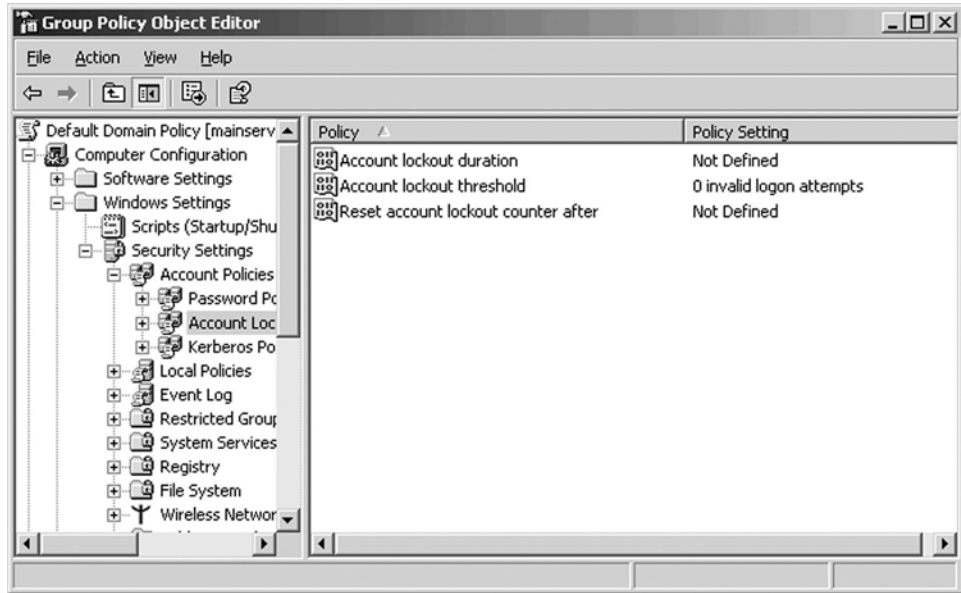 Group Policy Object Editor
File Action View Help
Default Domain Policy [mainserv
Computer Configuration
Software Settings
Windows Settings
Scripts (Startup/Shu
Security Settings
Account Policies
Password Po
Account Loc
Kerberos Po
Local Policies
Event Log
Restricted Group
System Services
Registry
File System
Wireless Networ
Policy Policy Setting
Account lockout duration Not Defined
Account lockout threshold 0 invalid logon attempts
Reset account lockout counter after Not Defined